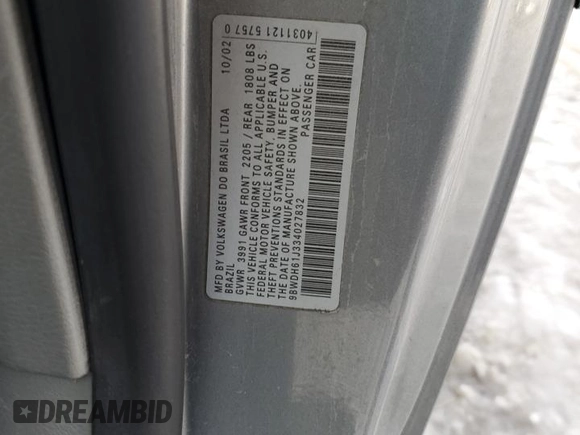 MFD BY VOLKSWAGEN DO BRASIL LTDA 10/02
BRAZIL
GVWR 3991 GAWR FRONT 2205 / REAR 1808 LBS
THIS VEHICLE CONFORMS TO ALL APPLICABLE U.S.
FEDERAL MOTOR VEHICLE SAFETY, BUMPER AND
THEFT PREVENTIONS STANDARDS IN EFFECT ON
THE DATE OF MANUFACTURE SHOWN ABOVE.
9BWDH61J334027832 PASSENGER CAR
4031121 5757 0
DREAMBID